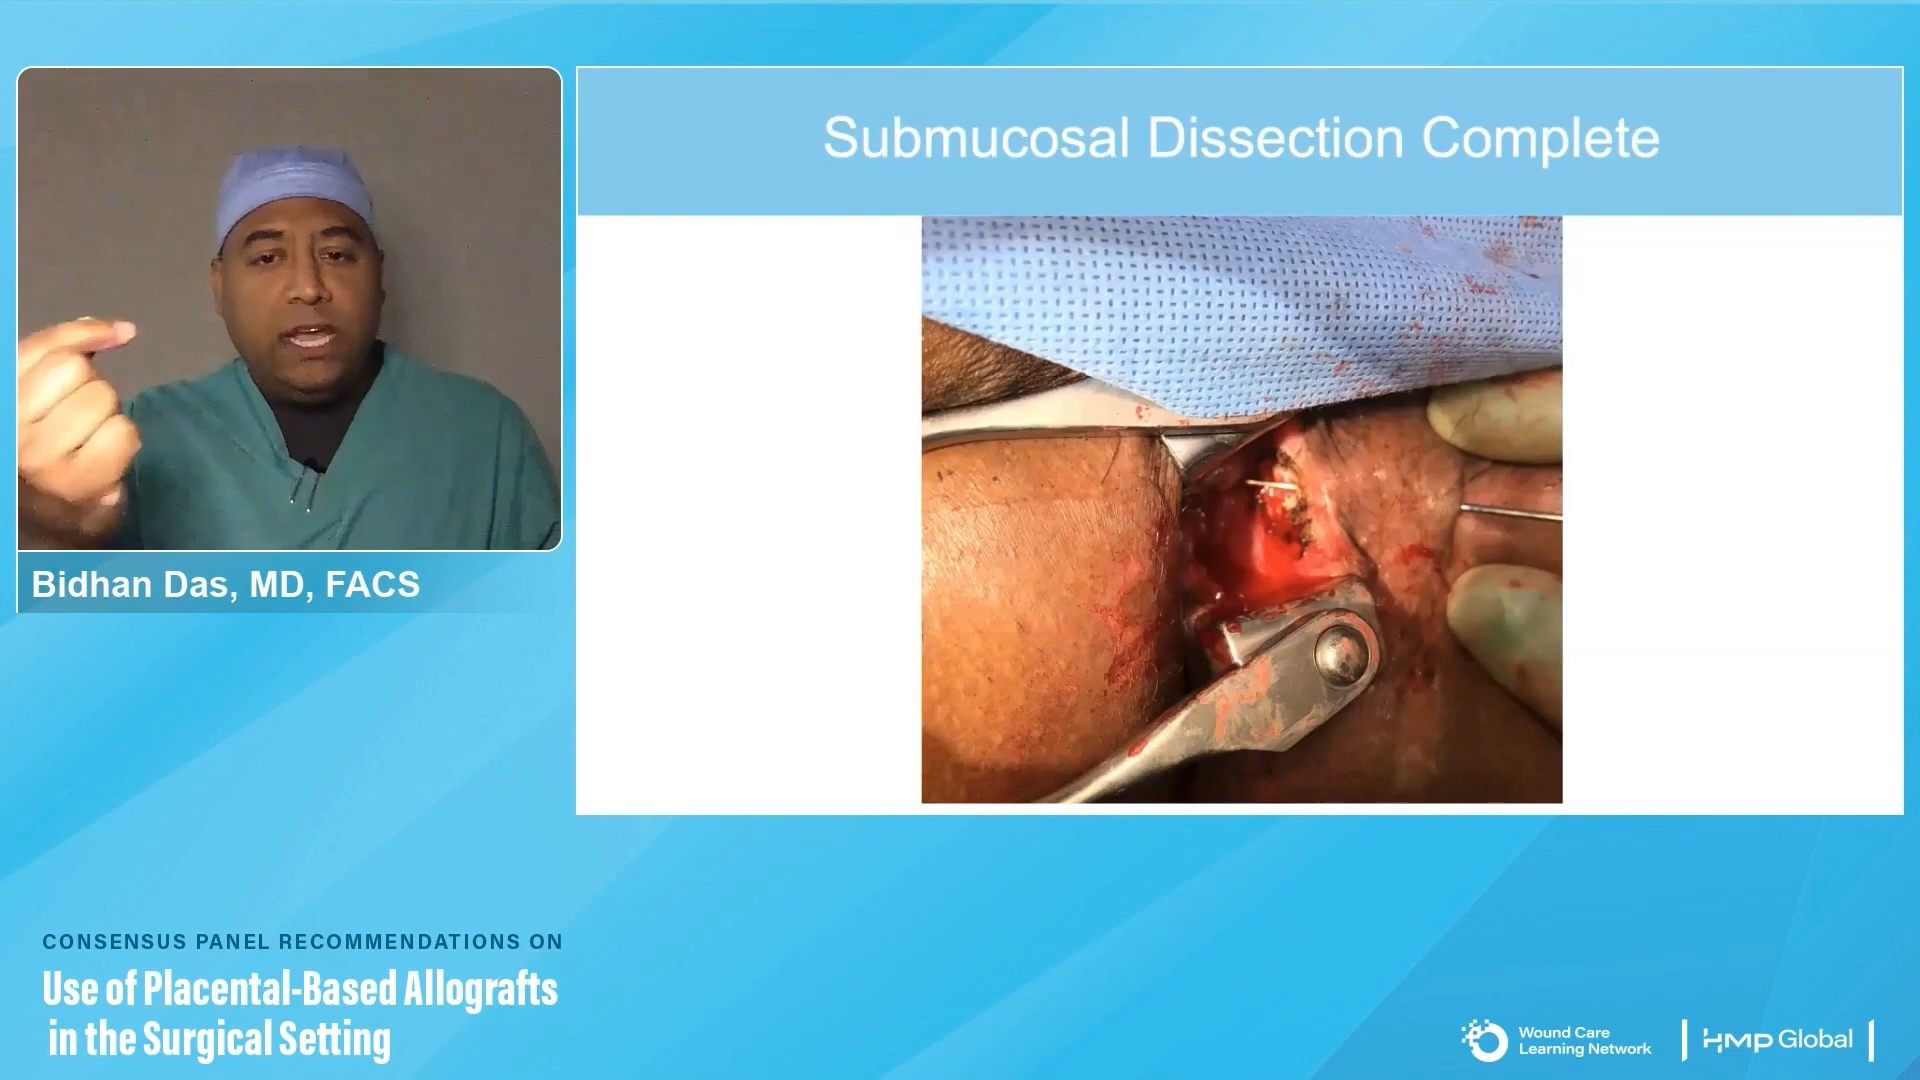 Submucosal Dissection Complete
Bidhan Das, MD, FACS
CONSENSUS PANEL RECOMMENDATIONS ON
Use of Placental-Based Allografts
in the Surgical Setting
Wound Care
Learning Network
HMP Global